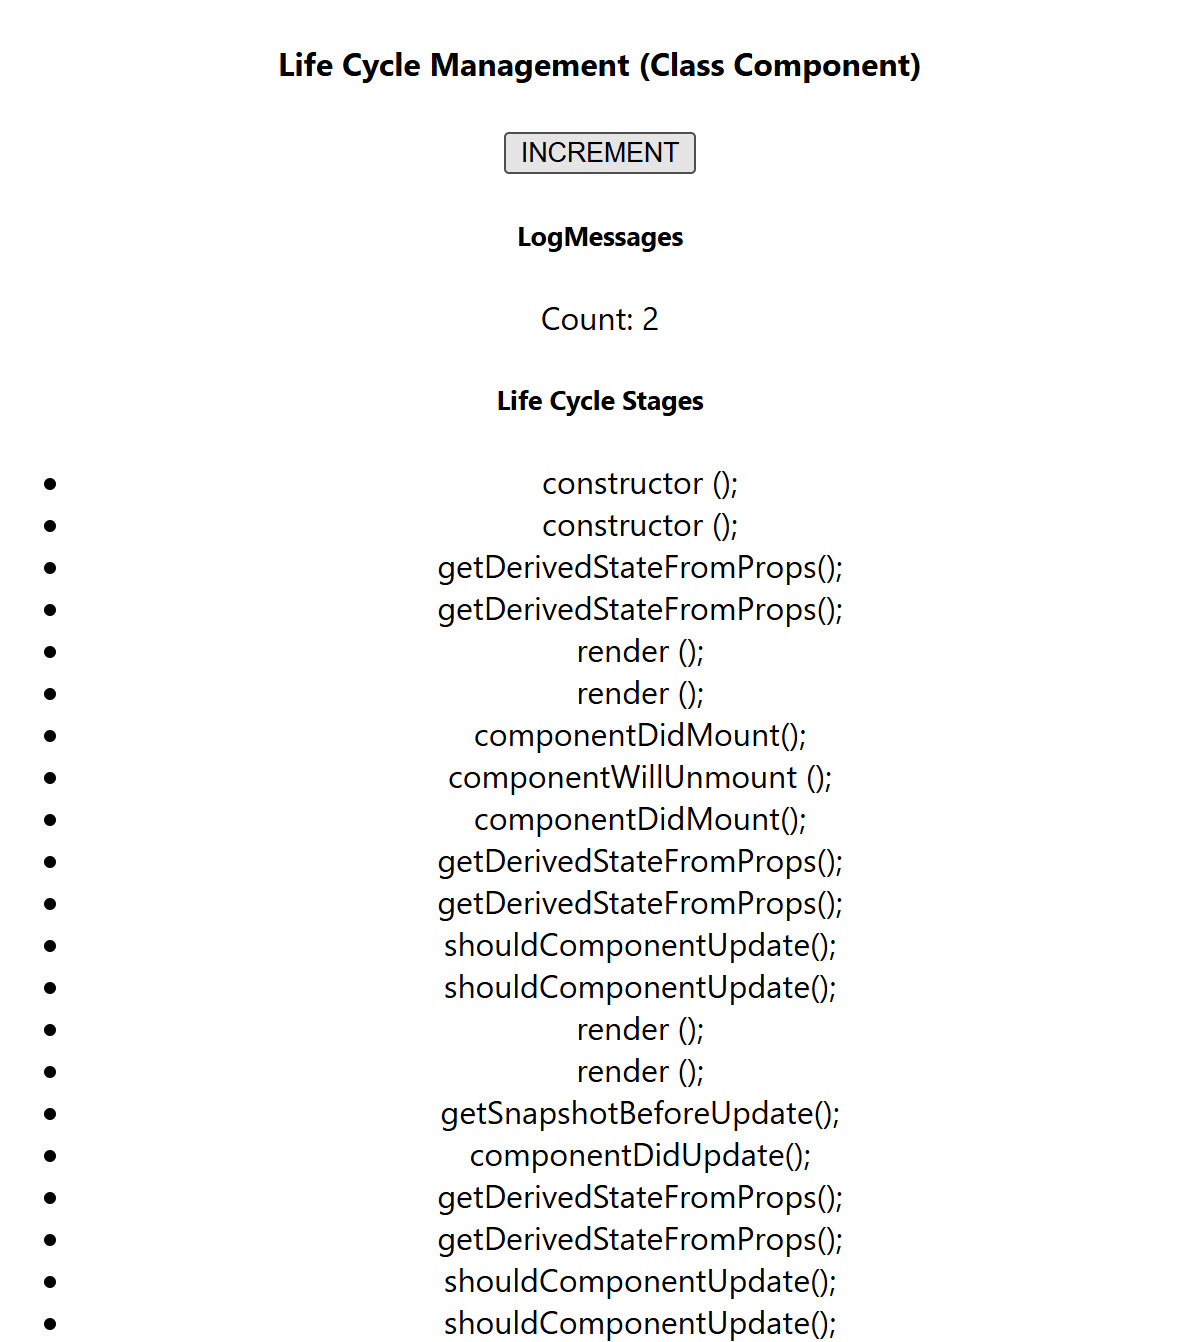 Life Cycle Management (Class Component)
INCREMENT
LogMessages
Count: 2
Life Cycle Stages
constructor ();
constructor ();
getDerivedStateFromProps();
getDerivedStateFromProps();
render ();
render ();
componentDidMount();
componentWillUnmount ();
componentDidMount();
getDerivedStateFromProps();
getDerivedStateFromProps();
shouldComponentUpdate();
shouldComponentUpdate();
render ();
render ();
getSnapshotBeforeUpdate();
componentDidUpdate();
getDerivedStateFromProps();
getDerivedStateFromProps();
shouldComponentUpdate();
shouldComponentUpdate();